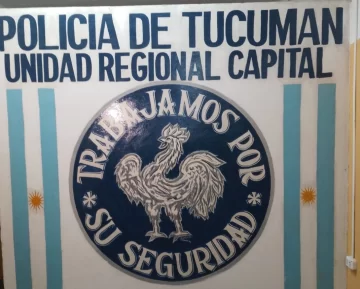 POLICIA DE TUCUMAN
UNIDAD REGIONAL CAPITAL
TRABAJAMOS POR
SU SEGURIDAD